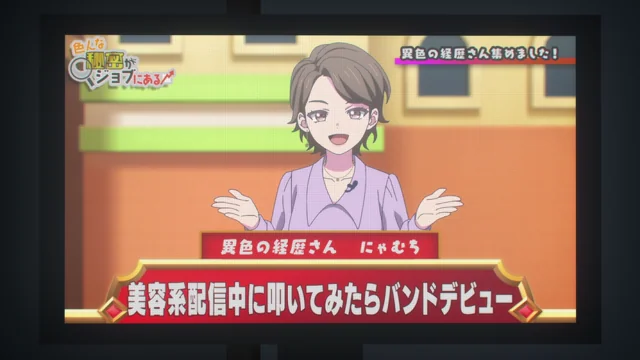 色んな
秘密が
ジョブにある
異色の経歴さん集めました!
異色の経歴さん にゃむち
美容系配信中に叩いてみたらバンドデビュー